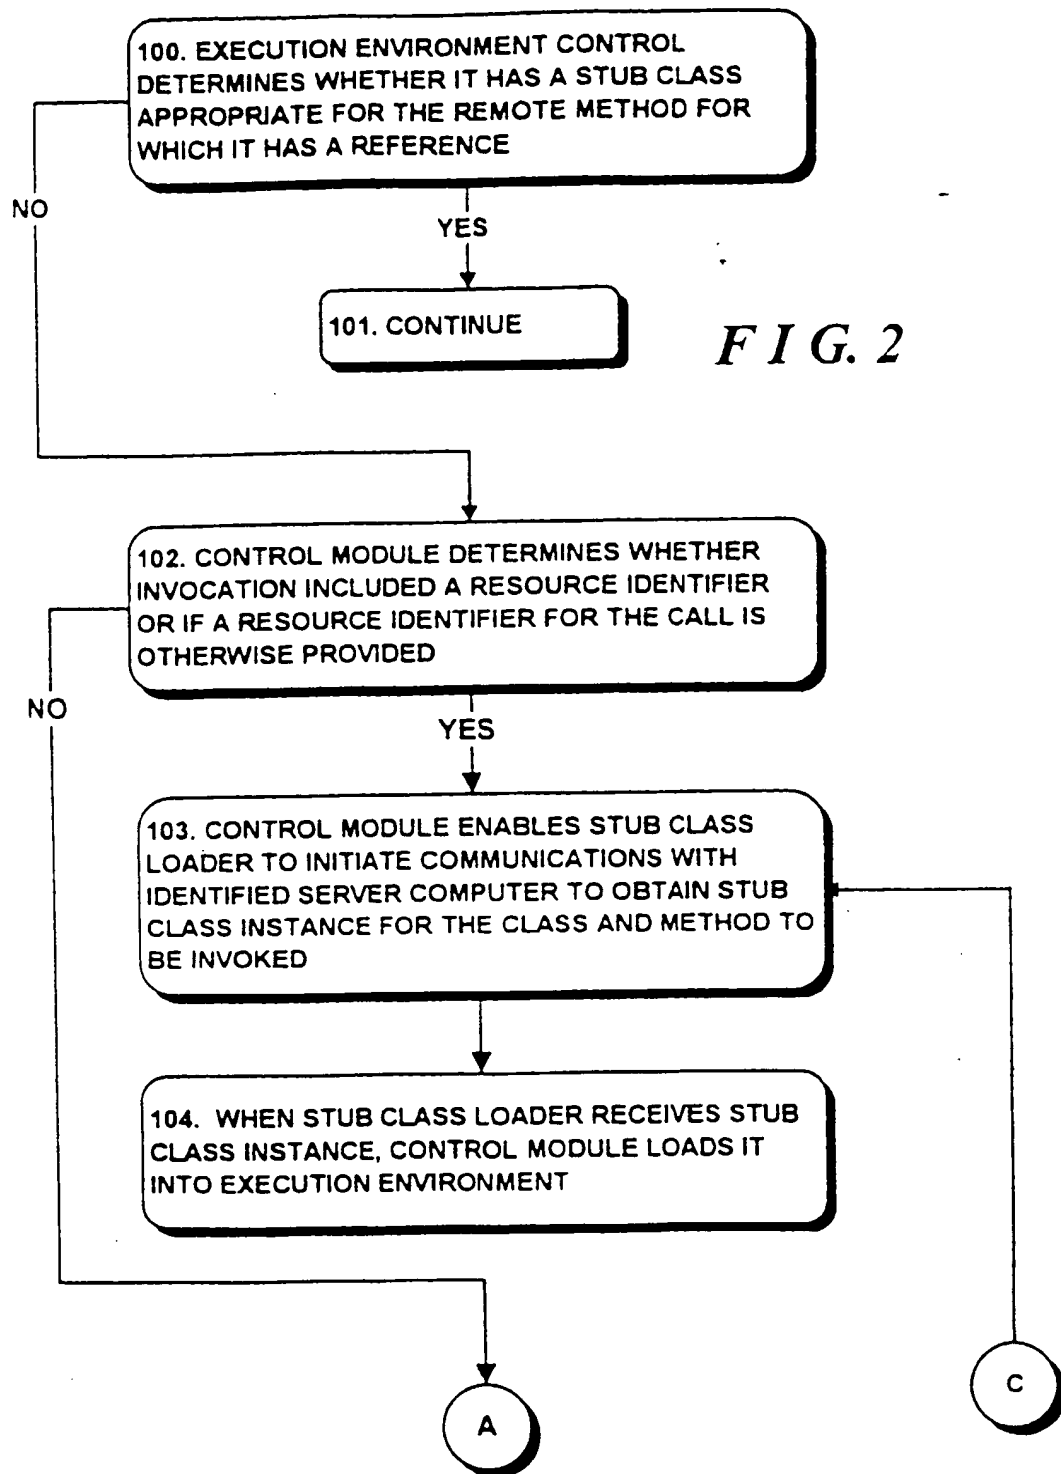 100. EXECUTION ENVIRONMENT CONTROL
DETERMINES WHETHER IT HAS A STUB CLASS
APPROPRIATE FOR THE REMOTE METHOD FOR
WHICH IT HAS A REFERENCE
NO
YES
101. CONTINUE
FIG. 2
102. CONTROL MODULE DETERMINES WHETHER
INVOCATION INCLUDED A RESOURCE IDENTIFIER
OR IF A RESOURCE IDENTIFIER FOR THE CALL IS
OTHERWISE PROVIDED
NO
YES
103. CONTROL MODULE ENABLES STUB CLASS
LOADER TO INITIATE COMMUNICATIONS WITH
IDENTIFIED SERVER COMPUTER TO OBTAIN STUB
CLASS INSTANCE FOR THE CLASS AND METHOD TO
BE INVOKED
104. WHEN STUB CLASS LOADER RECEIVES STUB
CLASS INSTANCE, CONTROL MODULE LOADS IT
INTO EXECUTION ENVIRONMENT
C
A